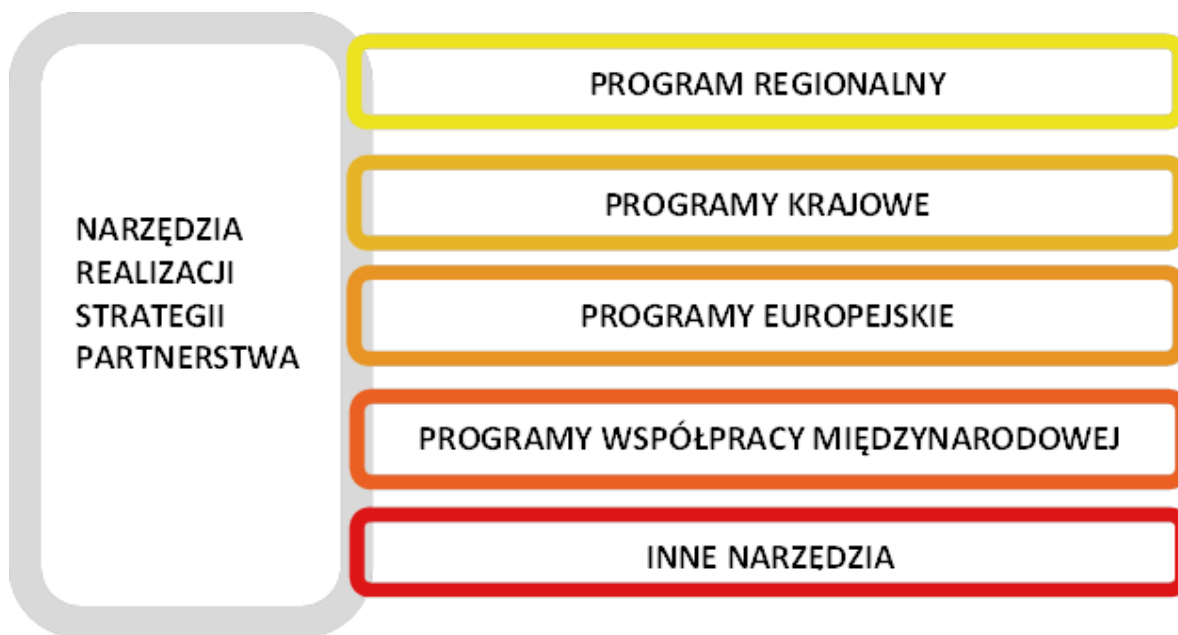 NARZĘDZIA
REALIZACJI
STRATEGII
PARTNERSTWA
PROGRAM REGIONALNY
PROGRAMY KRAJOWE
PROGRAMY EUROPEJSKIE
PROGRAMY WSPÓŁPRACY MIĘDZYNARODOWEJ
INNE NARZĘDZIA